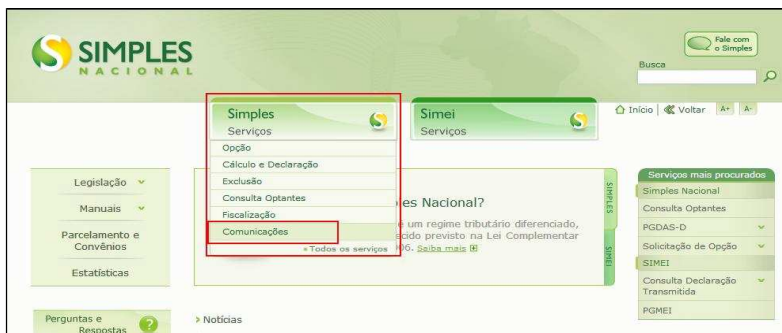 SIMPLES
NACIONAL
Fale com
o Simples
Busca
Simples
Serviços
Simei
Serviços
Início
Voltar
A+
A-
Opção
Cálculo e Declaração
Exclusão
Consulta Optantes
Fiscalização
Comunicações
Todos os serviços
Legislação
Manuais
Parcelamento e
Convênios
Estatísticas
Perguntas e
Respostas
es Nacional?
é um regime tributário diferenciado,
cido previsto na Lei Complementar
06. Saiba mais
SIMPLES
SIMEI
Notícias
Serviços mais procurados
Simples Nacional
Consulta Optantes
PGDAS-D
Solicitação de Opção
SIMEI
Consulta Declaração
Transmitida
PGMEI